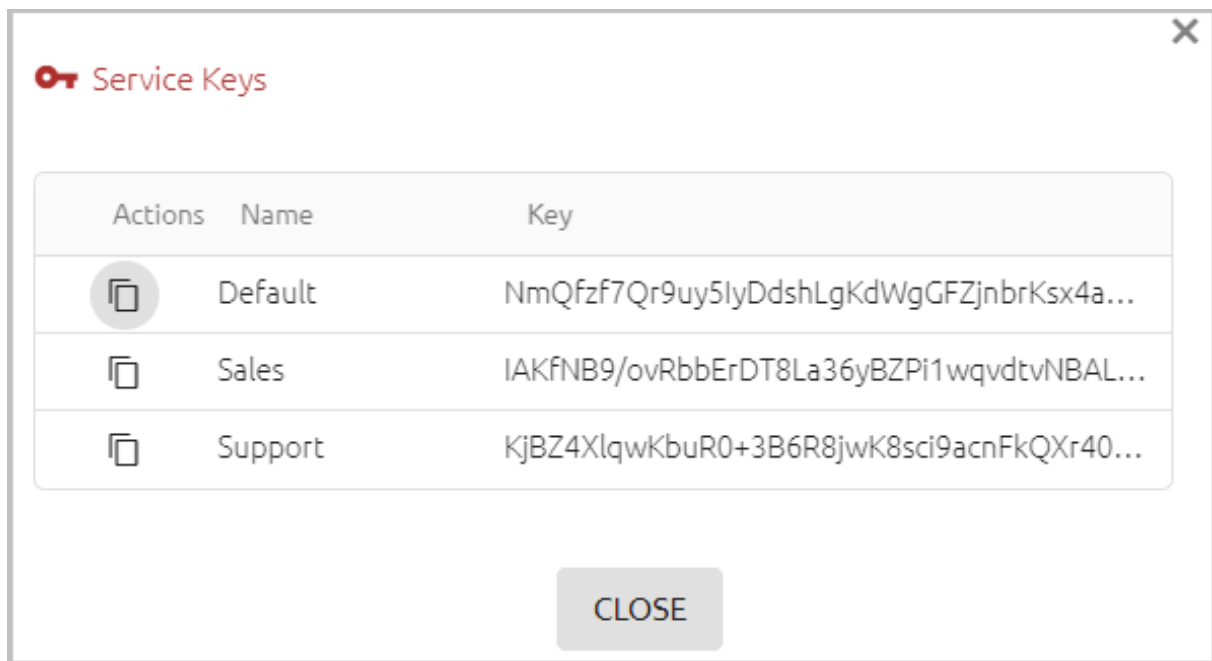 Service Keys
Actions Name Key
Default NmQfzf7Qr9uy5IyDdshLgKdWgGFZjnbrKsx4a...
Sales IAKfNB9/ovRbbErDT8La36yBZPi1wqvdtvNBAL...
Support KjBZ4XlqwKbuR0+3B6R8jwK8sci9acnFkQXr40...
CLOSE